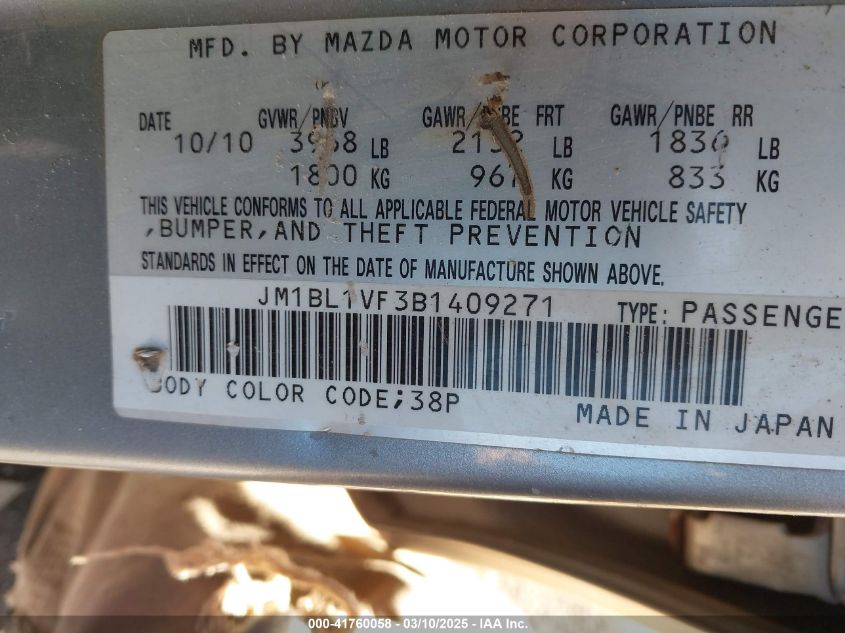 MFD. BY MAZDA MOTOR CORPORATION
DATE GVWR/PNBV GAWR/PNBE FRT GAWR/PNBE RR
10/10 3968 LB LB 1836 LB
1800 KG 967 KG 833 KG
THIS VEHICLE CONFORMS TO ALL APPLICABLE FEDERAL MOTOR VEHICLE SAFETY
,BUMPER,AND THEFT PREVENTION
STANDARDS IN EFFECT ON THE DATE OF MANUFACTURE SHOWN ABOVE.
JM1BL1VF3B1409271 TYPE: PASSENGE
BODY COLOR CODE;38P
MADE IN JAPAN
000-41760058 - 03/10/2025 - IAA Inc.